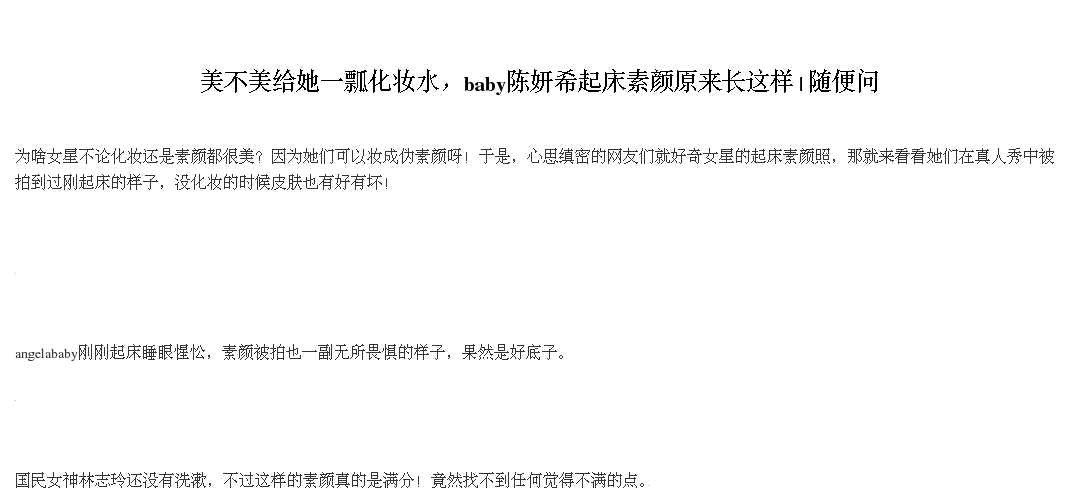 美不美给她一瓢化妆水，baby陈妍希起床素颜原来长这样 | 随便问
为啥女星不论化妆还是素颜都很美？因为她们可以妆成伪素颜呀！于是，心思缜密的网友们就好奇女星的起床素颜照，那就来看看她们在真人秀中被
拍到过刚起床的样子，没化妆的时候皮肤也有好有坏！
angelababy刚刚起床睡眼惺忪，素颜被拍也一副无所畏惧的样子，果然是好底子。
国民女神林志玲还没有洗漱，不过这样的素颜真的是满分！竟然找不到任何觉得不满的点。